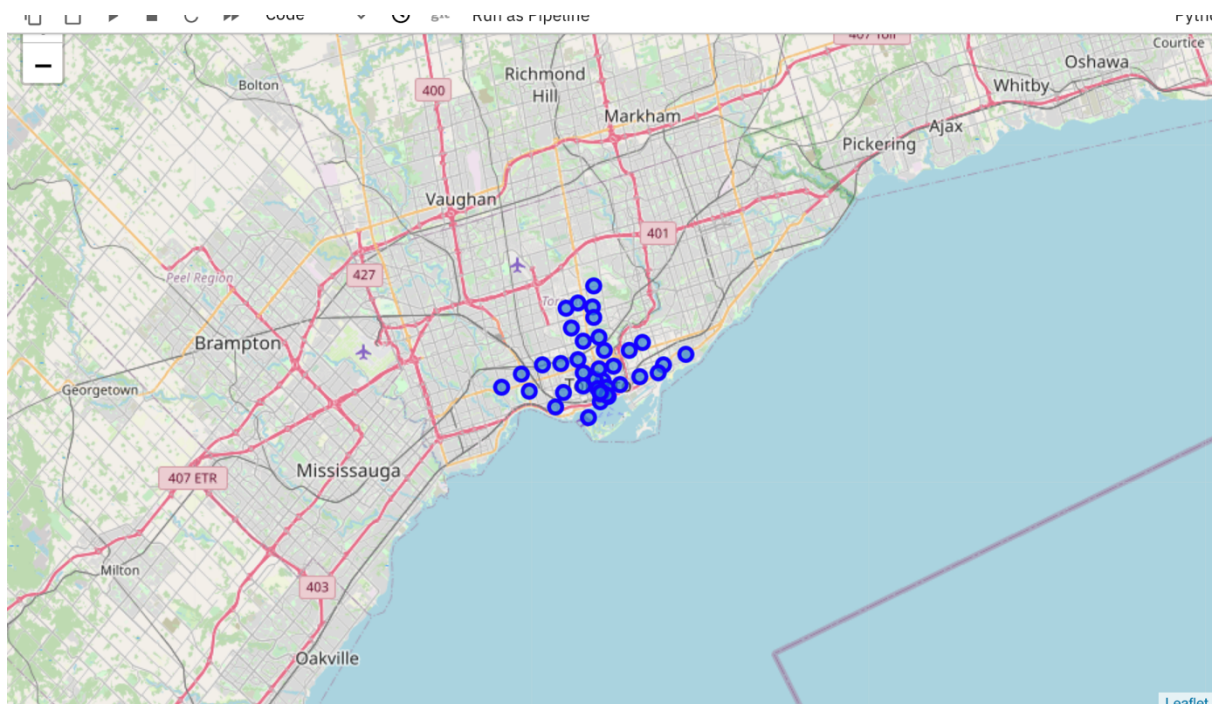 Code
git
Run as Pipeline
407 Toll
Courtice
Oshawa
Whitby
Richmond
Hill
Bolton
400
Markham
Ajax
Pickering
Vaughan
401
427
Peel Region
Brampton
Georgetown
Mississauga
407 ETR
Milton
403
Oakville
Leaflet
−